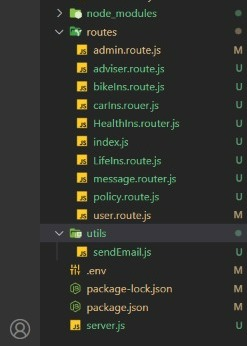 node_modules
routes
admin.route.js M
adviser.route.js U
bikeIns.router.js U
carIns.rouer.js U
HealthIns.router.js U
index.js U
LifeIns.router.js U
message.router.js U
policy.route.js U
user.route.js M
utils
sendEmail.js U
.env M
package-lock.json M
package.json M
server.js U